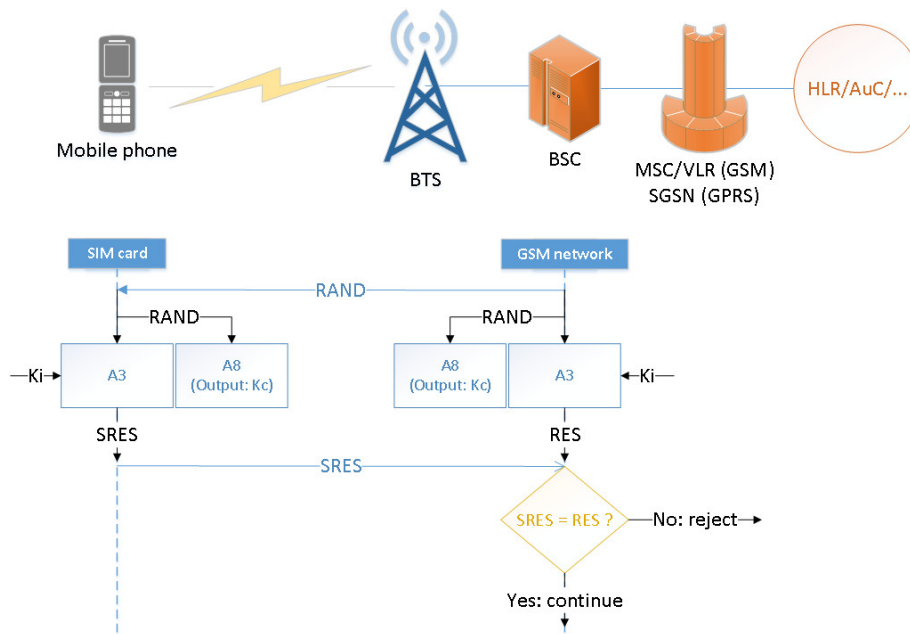 HLR/AuC/...
Mobile phone
BTS
BSC
MSC/VLR (GSM)
SGSN (GPRS)
SIM card
GSM network
RAND
RAND
RAND
Ki
A3
A8
(Output: Kc)
A8
(Output: Kc)
A3
Ki
SRES
RES
SRES
SRES = RES ?
No: reject
Yes: continue